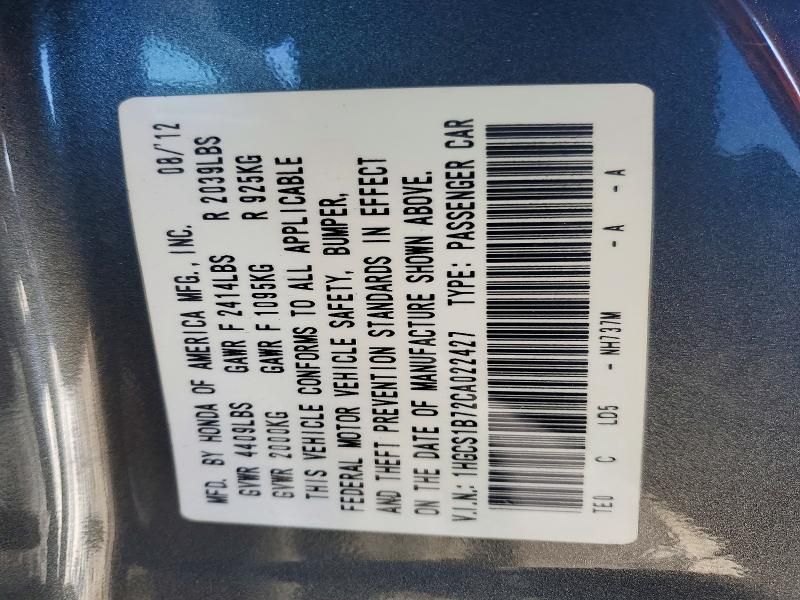 MFD. BY HONDA OF AMERICA MFG., INC. 08/'12
GVWR 4409LBS GAWR F 2414LBS R 2039LBS
GVWR 2000KG GAWR F 1095KG R 925KG
THIS VEHICLE CONFORMS TO ALL APPLICABLE
FEDERAL MOTOR VEHICLE SAFETY, BUMPER,
AND THEFT PREVENTION STANDARDS IN EFFECT
ON THE DATE OF MANUFACTURE SHOWN ABOVE.
V.I.N.: 1HGCS1B72CA022427 TYPE: PASSENGER CAR
TE0 C LD5 - NH737M - A - A